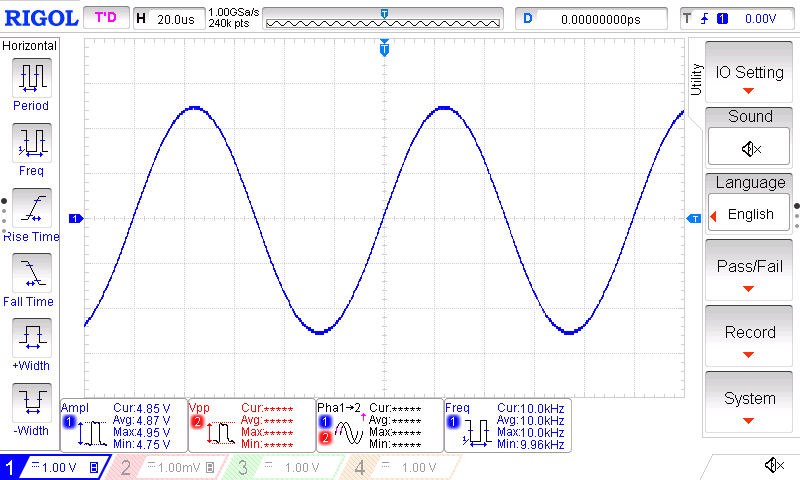 RIGOL T'D H 20.0us 1.00GSa/s 240k pts T D 0.00000000ps T 1 0.00V
Horizontal
Period
Freq
Rise Time
Fall Time
+Width
-Width
T
1
T
Utility
IO Setting
Sound
Language
English
Pass/Fail
Record
System
Ampl
1
Cur:4.85 V
Avg:4.87 V
Max:4.95 V
Min:4.75 V
Vpp
2
Cur:*****
Avg:*****
Max:*****
Min:*****
Pha1→2
1
2
Cur:*****
Avg:*****
Max:*****
Min:*****
Freq
1
Cur:10.0kHz
Avg:10.0kHz
Max:10.0kHz
Min:9.96kHz
1 1.00 V B 2 1.00mV B 3 1.00 V 4 1.00 V